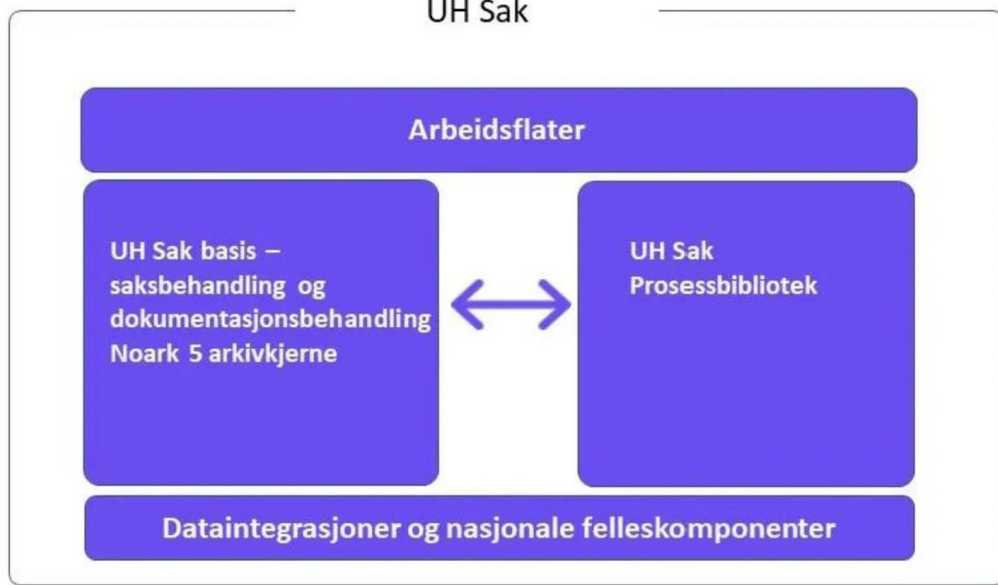 UH Sak
Arbeidsflater
UH Sak basis –
saksbehandling og
dokumentasjonsbehandling
Noark 5 arkivkjerne
UH Sak
Prosessbibliotek
Dataintegrasjoner og nasjonale felleskomponenter